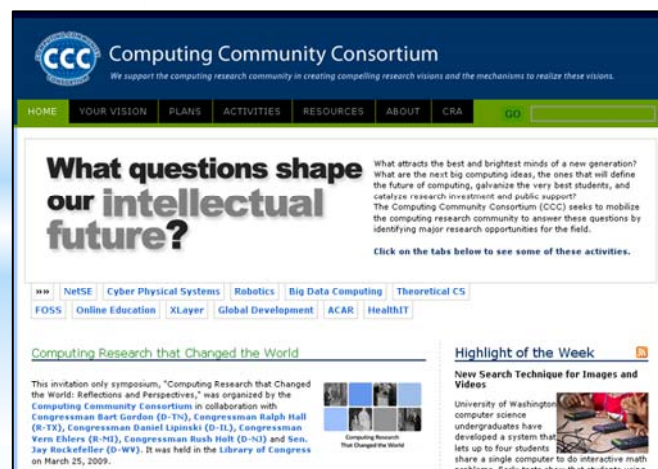 CCC
COMPUTING COMMUNITY
CONSORTIUM
Computing Community Consortium
We support the computing research community in creating compelling research visions and the mechanisms to realize these visions.
HOME YOUR VISION PLANS ACTIVITIES RESOURCES ABOUT CRA GO
What questions shape
our intellectual
future?
What attracts the best and brightest minds of a new generation?
What are the next big computing ideas, the ones that will define
the future of computing, galvanize the very best students, and
catalyze research investment and public support?
The Computing Community Consortium (CCC) seeks to mobilize
the computing research community to answer these questions by
identifying major research opportunities for the field.
Click on the tabs below to see some of these activities.
»» NetSE Cyber Physical Systems Robotics Big Data Computing Theoretical CS
FOSS Online Education XLayer Global Development ACAR HealthIT
Computing Research that Changed the World
This invitation only symposium, "Computing Research that Changed
the World: Reflections and Perspectives," was organized by the
Computing Community Consortium in collaboration with
Congressman Bart Gordon (D-TN), Congressman Ralph Hall
(R-TX), Congressman Daniel Lipinski (D-IL), Congressman
Vern Ehlers (R-MI), Congressman Rush Holt (D-NJ) and Sen.
Jay Rockefeller (D-WV). It was held in the Library of Congress
on March 25, 2009.
Computing Research
That Changed the World
Highlight of the Week
New Search Technique for Images and
Videos
University of Washington
computer science
undergraduates have
developed a system that
lets up to four students
share a single computer to do interactive math
problems. Early tests show that students using